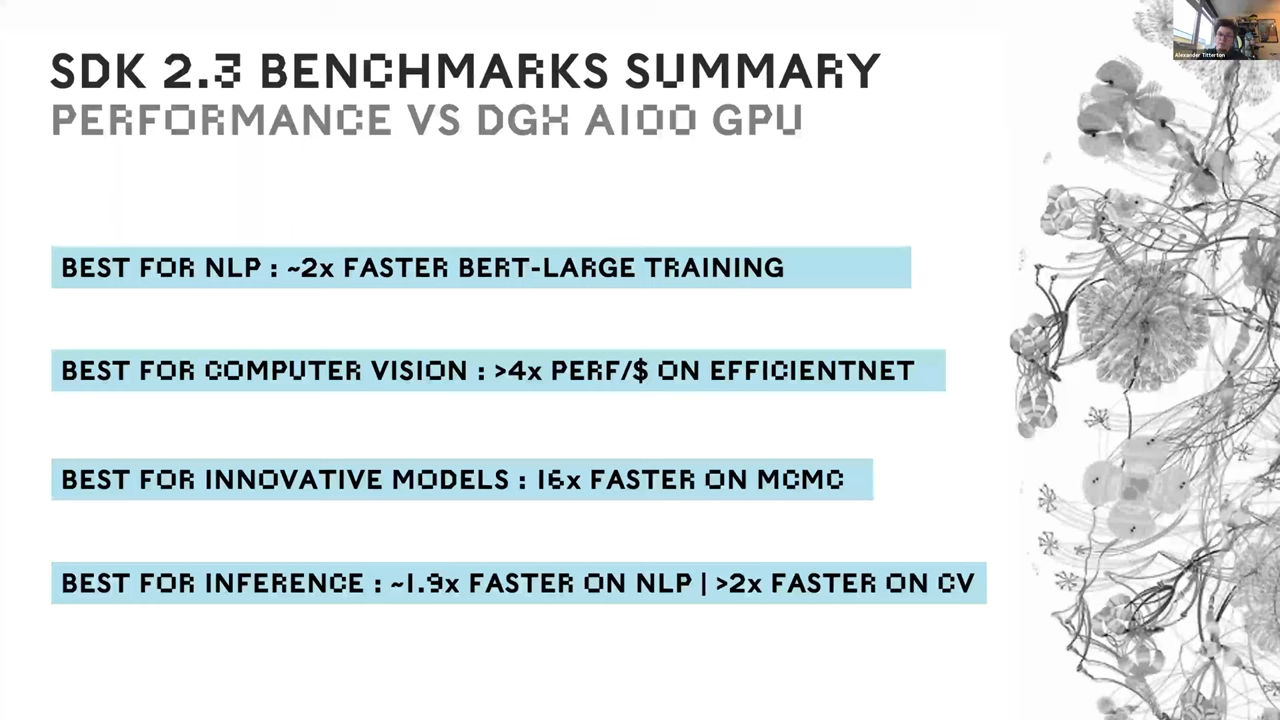 SDK 2.3 BENCHMARKS SUMMARY
PERFORMANCE VS DGX A100 GPU
BEST FOR NLP : ~2x FASTER BERT-LARGE TRAINING
BEST FOR COMPUTER VISION : >4x PERF/$ ON EFFICIENTNET
BEST FOR INNOVATIVE MODELS : 16x FASTER ON MCMC
BEST FOR INFERENCE : ~1.9x FASTER ON NLP | >2x FASTER ON CV
Alexander Titterton